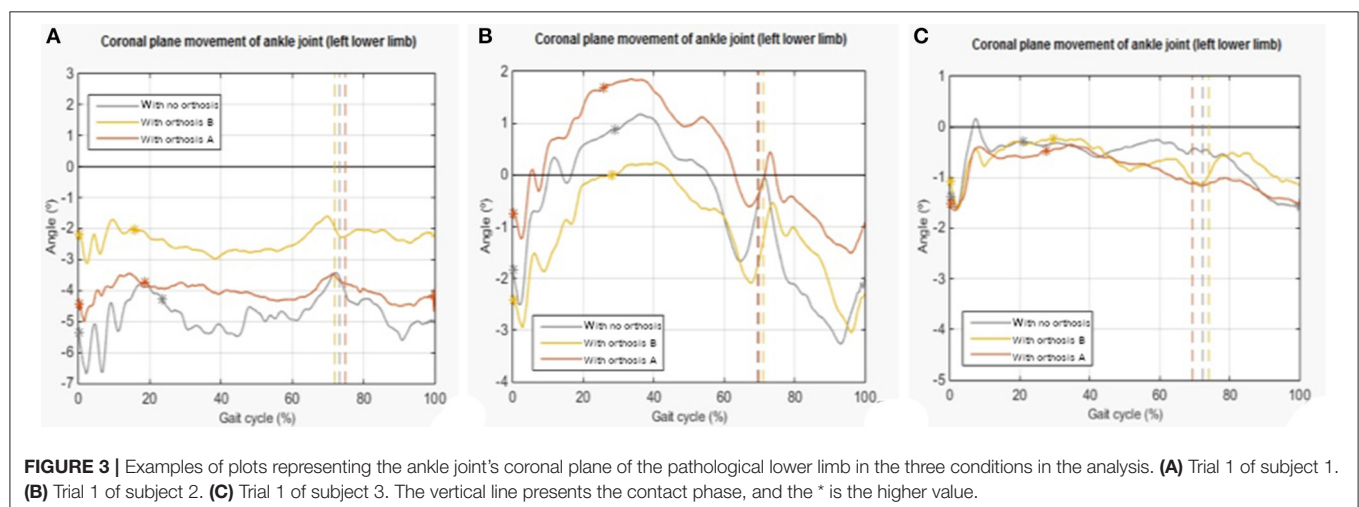 A
Coronal plane movement of ankle joint (left lower limb)
3
2
1
0
-1
-2
-3
-4
-5
-6
-7
Angle (º)
With no orthosis
With orthosis B
With orthosis A
0 20 40 60 80 100
Gait cycle (%)
B
Coronal plane movement of ankle joint (left lower limb)
2
1
0
-1
-2
-3
-4
Angle (º)
With no orthosis
With orthosis B
With orthosis A
0 20 40 60 80 100
Gait cycle (%)
C
Coronal plane movement of ankle joint (left lower limb)
1
0
-1
-2
-3
-4
-5
Angle (º)
With no orthosis
With orthosis B
With orthosis A
0 20 40 60 80 100
Gait cycle (%)
FIGURE 3 | Examples of plots representing the ankle joint’s coronal plane of the pathological lower limb in the three conditions in the analysis. (A) Trial 1 of subject 1.
(B) Trial 1 of subject 2. (C) Trial 1 of subject 3. The vertical line presents the contact phase, and the * is the higher value.